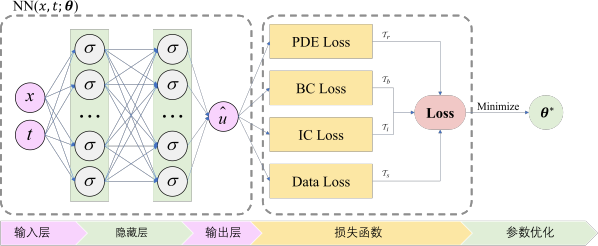 NN(x, t; θ)
x
t
σ
σ
...
σ
σ
σ
σ
...
σ
σ
û
PDE Loss
BC Loss
IC Loss
Data Loss
𝒯r
𝒯b
𝒯i
𝒯s
Loss
Minimize
θ*
输入层
隐藏层
输出层
损失函数
参数优化